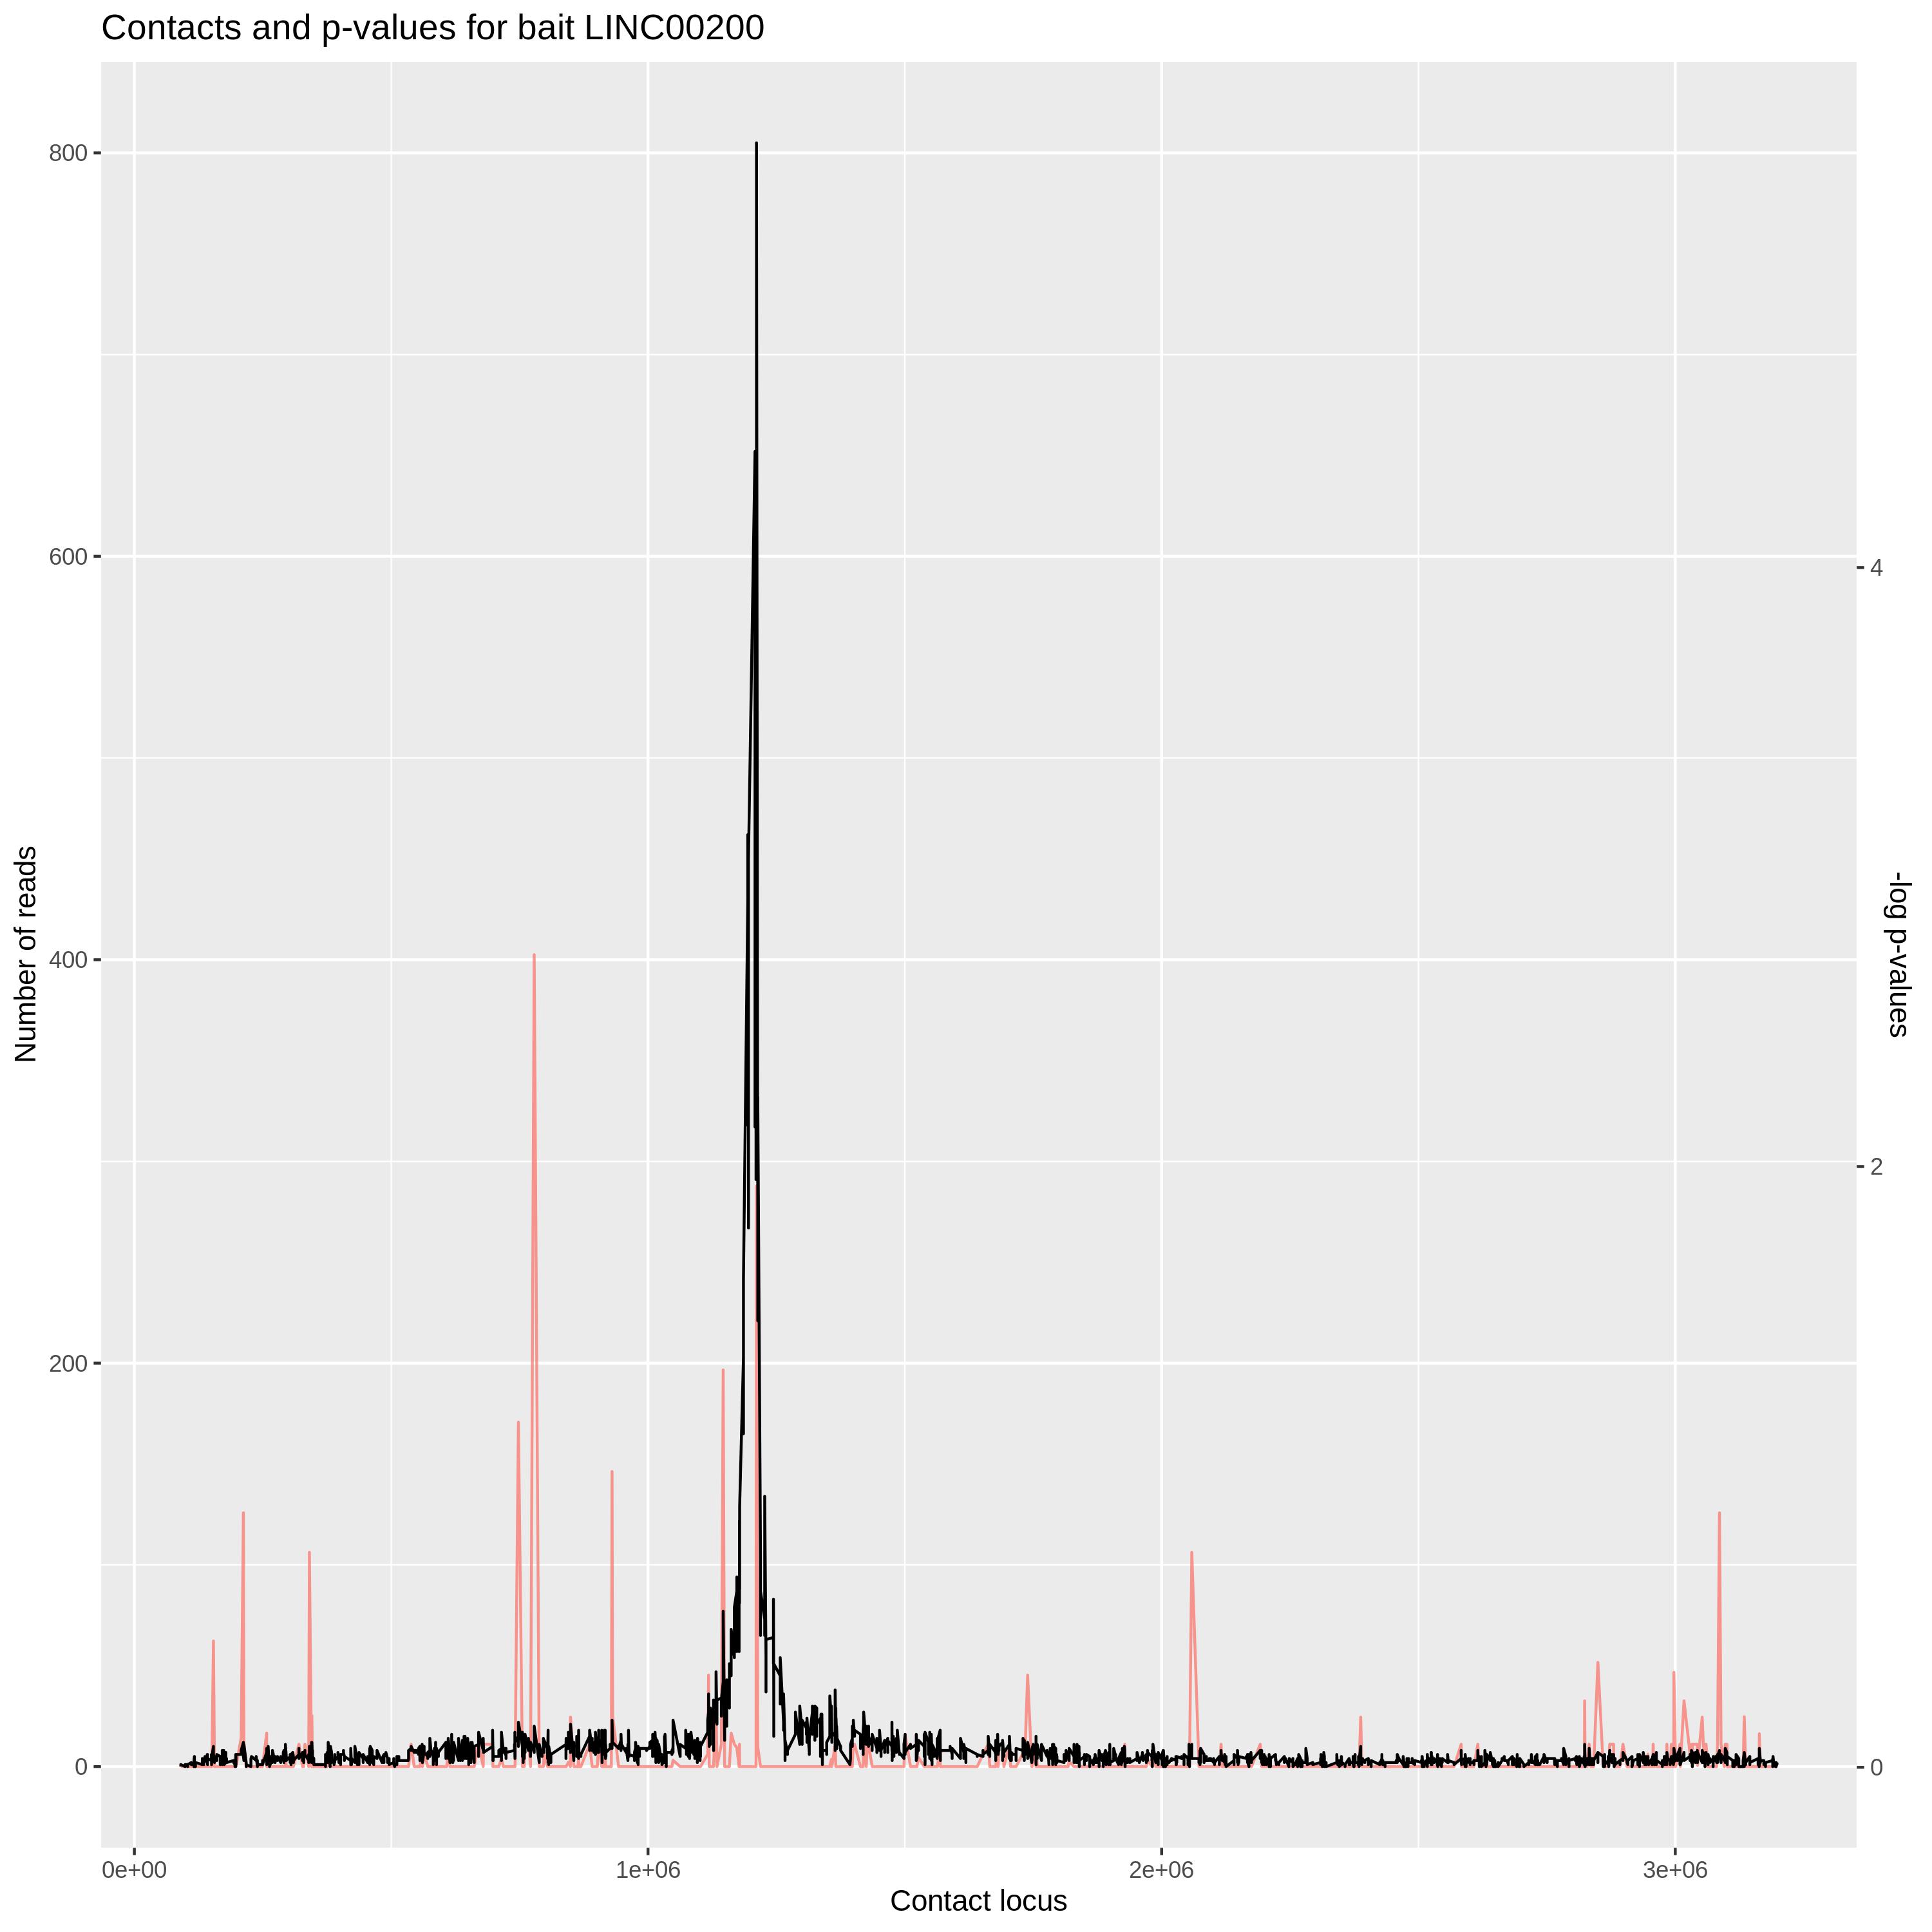 Contacts and p-values for bait LINC00200
Number of reads
800
600
400
200
0
4
2
0
-log p-values
0e+00
1e+06
2e+06
3e+06
Contact locus